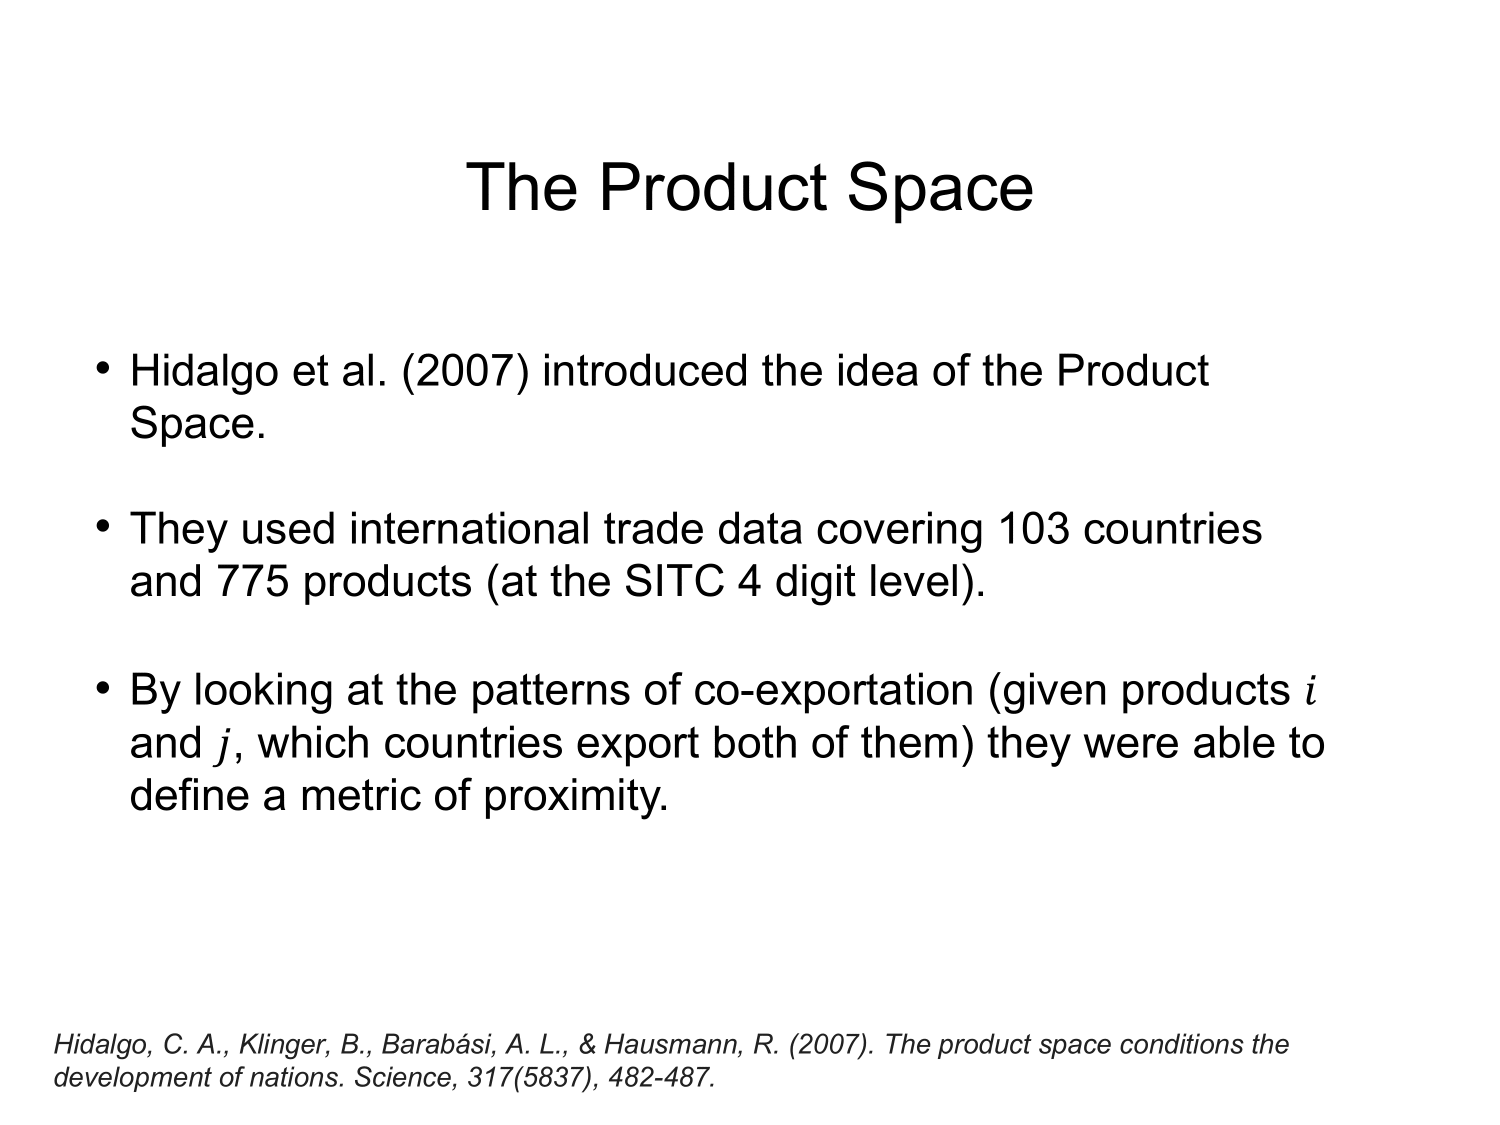 The Product Space
• Hidalgo et al. (2007) introduced the idea of the Product
Space.
• They used international trade data covering 103 countries
and 775 products (at the SITC 4 digit level).
• By looking at the patterns of co-exportation (given products 𝑖
and 𝑗, which countries export both of them) they were able to
define a metric of proximity.
Hidalgo, C. A., Klinger, B., Barabási, A. L., & Hausmann, R. (2007). The product space conditions the
development of nations. Science, 317(5837), 482-487.